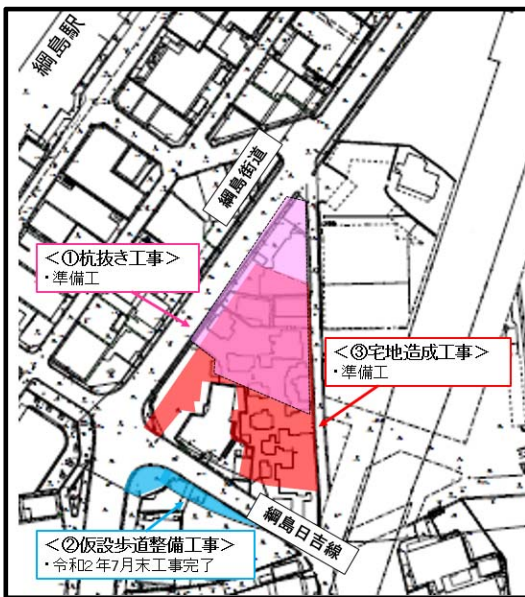 綱島駅
綱島街道
<①杭抜き工事>
・準備工
<③宅地造成工事>
・準備工
綱島日吉線
<②仮設歩道整備工事>
・令和2年7月末工事完了